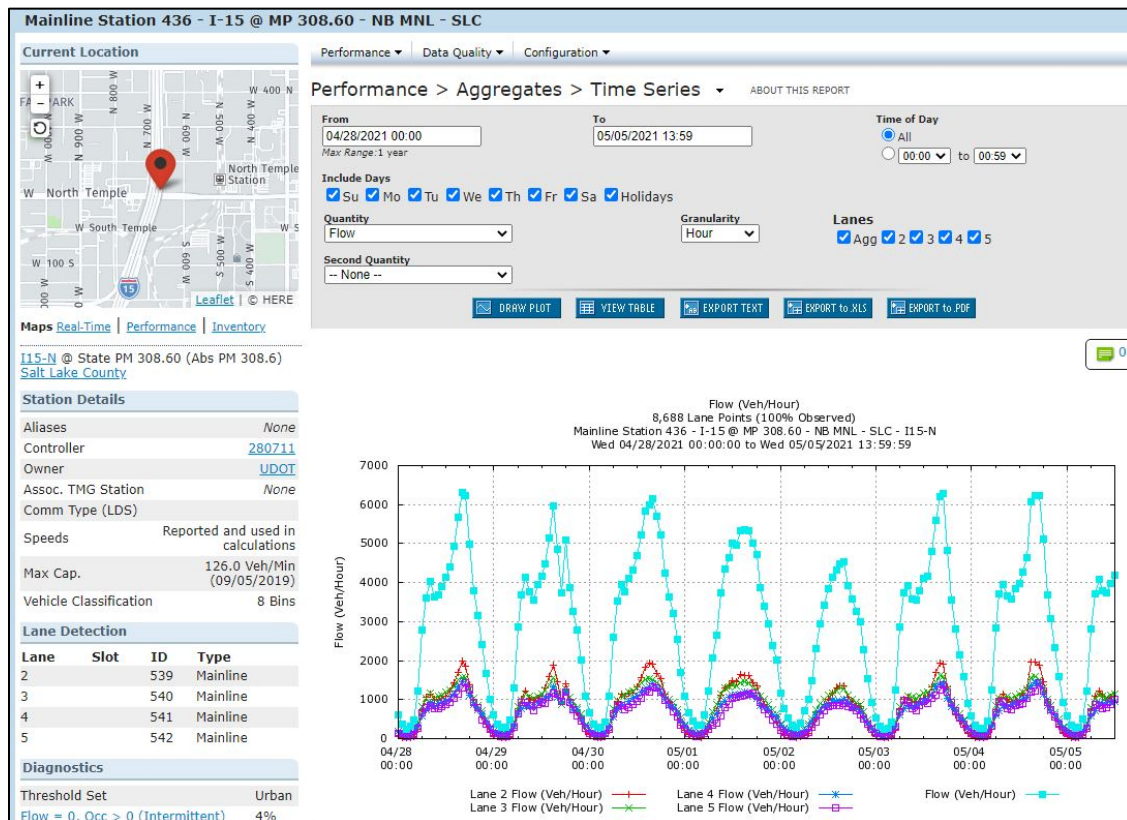 Mainline Station 436 - I-15 @ MP 308.60 - NB MNL - SLC
Current Location
+
−
W 400 N
PARK
N 800 W
N 700 W
N 600 W
N 500 W
N 400 W
W 900 N
North Temple
Station
W North Temple
W South Temple
W S
W 100 S
S 600 W
S 500 W
S 400 W
15
Leaflet | © HERE
Maps Real-Time | Performance | Inventory
I15-N @ State PM 308.60 (Abs PM 308.6)
Salt Lake County
Station Details
Aliases None
Controller 280711
Owner UDOT
Assoc. TMG Station None
Comm Type (LDS)
Speeds Reported and used in
calculations
Max Cap. 126.0 Veh/Min
(09/05/2019)
Vehicle Classification 8 Bins
Lane Detection
Lane Slot ID Type
2 539 Mainline
3 540 Mainline
4 541 Mainline
5 542 Mainline
Diagnostics
Threshold Set Urban
Flow = 0, Occ > 0 (Intermittent) 4%
Performance Data Quality Configuration
Performance > Aggregates > Time Series ABOUT THIS REPORT
From To Time of Day
04/28/2021 00:00 05/05/2021 13:59 All
Max Range:1 year 00:00 to 00:59
Include Days
Su Mo Tu We Th Fr Sa Holidays
Quantity Granularity Lanes
Flow Hour Agg 2 3 4 5
Second Quantity
-- None --
DRAW PLOT VIEW TABLE EXPORT TEXT EXPORT to .XLS EXPORT to .PDF
0
Flow (Veh/Hour)
8,688 Lane Points (100% Observed)
Mainline Station 436 - I-15 @ MP 308.60 - NB MNL - SLC - I15-N
Wed 04/28/2021 00:00:00 to Wed 05/05/2021 13:59:59
Flow (Veh/Hour)
7000
6000
5000
4000
3000
2000
1000
0
04/28 04/29 04/30 05/01 05/02 05/03 05/04 05/05
00:00 00:00 00:00 00:00 00:00 00:00 00:00 00:00
Lane 2 Flow (Veh/Hour) Lane 4 Flow (Veh/Hour) Flow (Veh/Hour)
Lane 3 Flow (Veh/Hour) Lane 5 Flow (Veh/Hour)